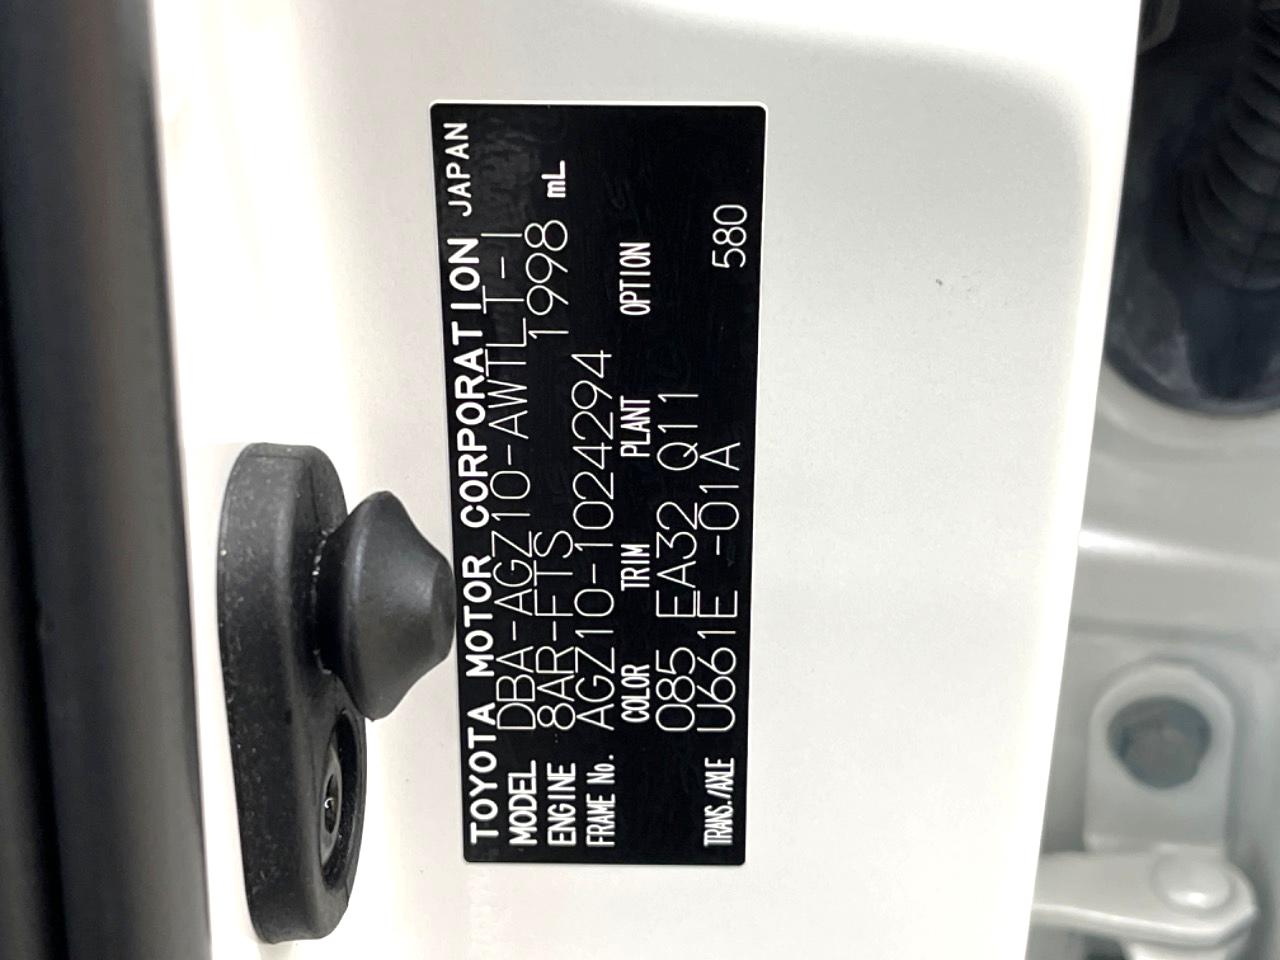 TOYOTA MOTOR CORPORATION JAPAN
MODEL DBA-AGZ10-AWTLT-I
ENGINE 8AR-FTS 1998 mL
FRAME No. AGZ10-1024294
COLOR TRIM PLANT OPTION
085 EA32 Q11
TRANS./AXLE U661E -01A 580